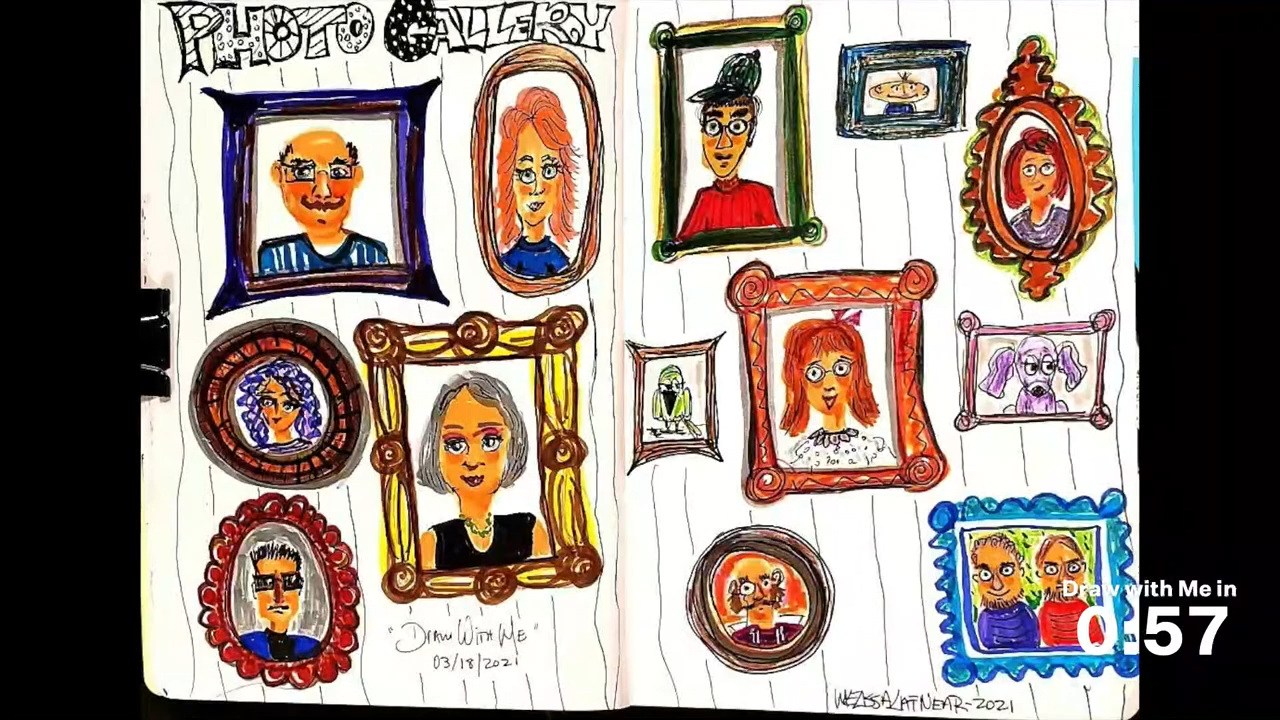 PHOTO GALLERY
"DRAW WITH ME"
03/18/2021
Draw with Me in
0:57